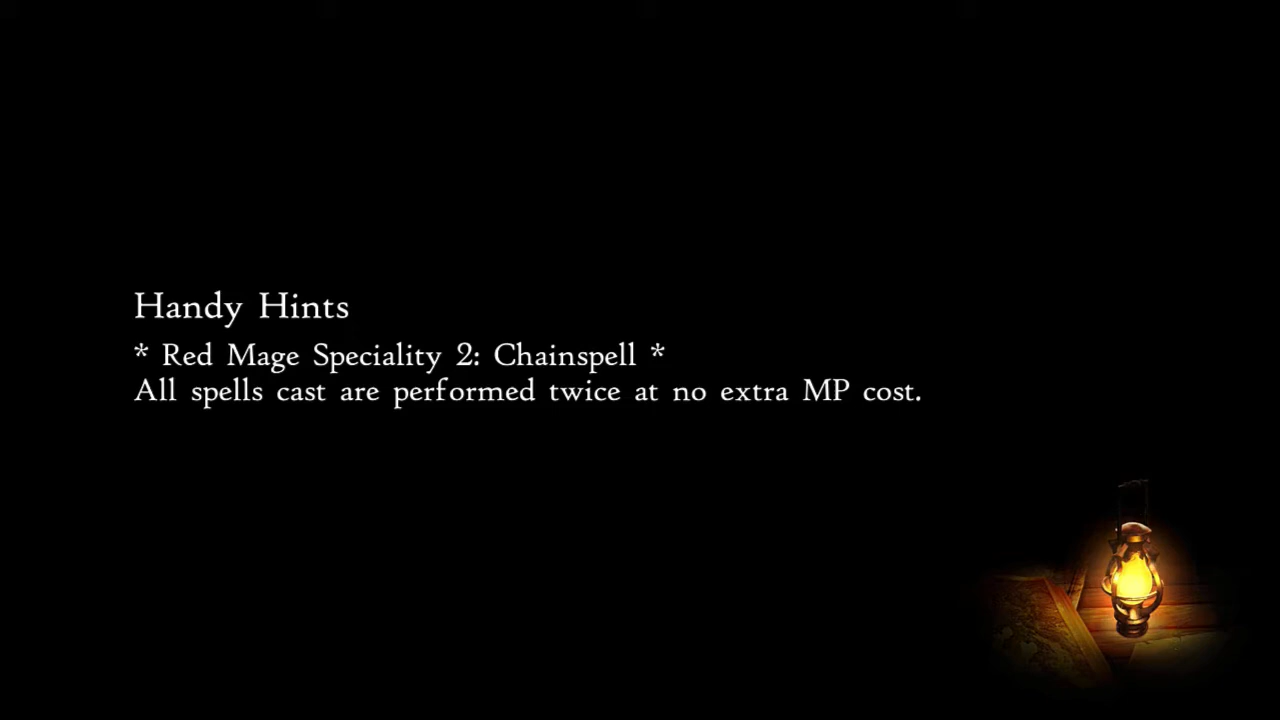 Handy Hints
* Red Mage Speciality 2: Chainspell *
All spells cast are performed twice at no extra MP cost.